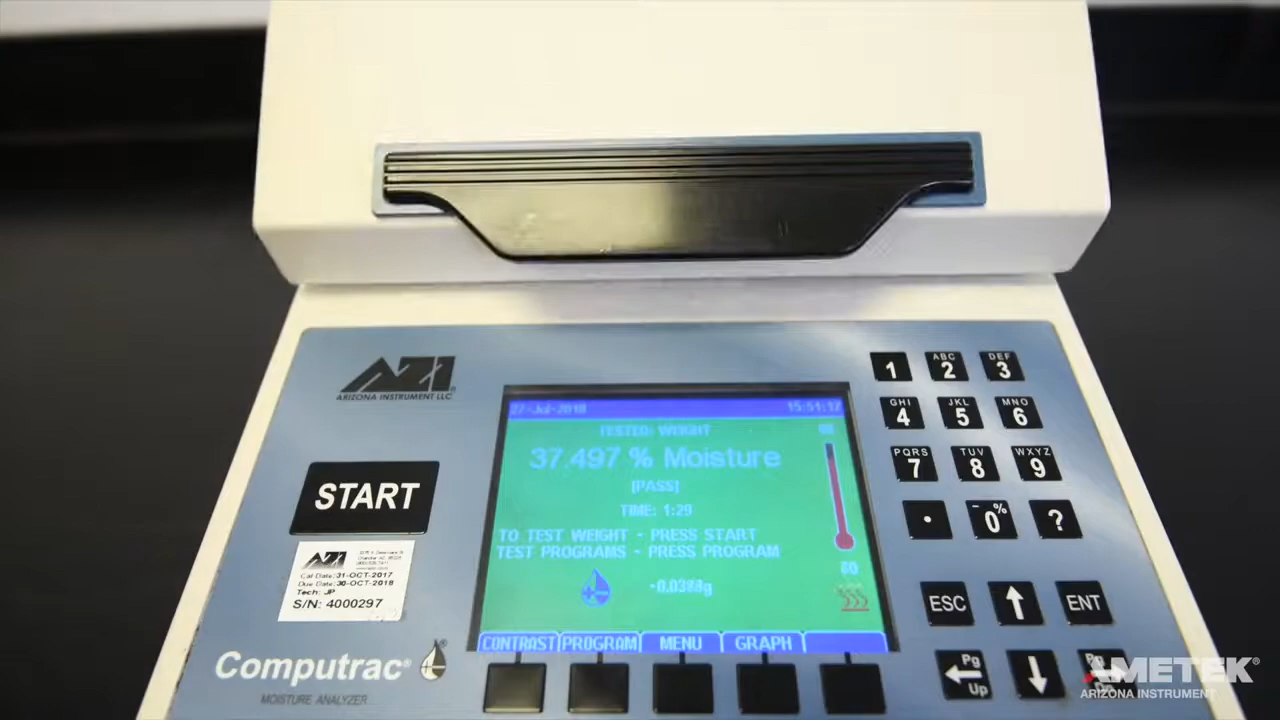 AZI®
ARIZONA INSTRUMENT LLC
START
AZI
Cal Date: 31-OCT-2017
Due Date: 30-OCT-2018
Tech: JP
S/N: 4000297
Computrac®
MOISTURE ANALYZER
27-Jul-2018 15:51:17
TESTED: WEIGHT
37.497 % Moisture
[PASS]
TIME: 1:29
TO TEST WEIGHT - PRESS START
TEST PROGRAMS - PRESS PROGRAM
-0.0388g
60
CONTRAST PROGRAM MENU GRAPH
1 ABC 2 DEF 3
GHI 4 JKL 5 MNO 6
PQRS 7 TUV 8 WXYZ 9
. -0% ?
ESC ENT
Pg Up
AMETEK®
ARIZONA INSTRUMENT